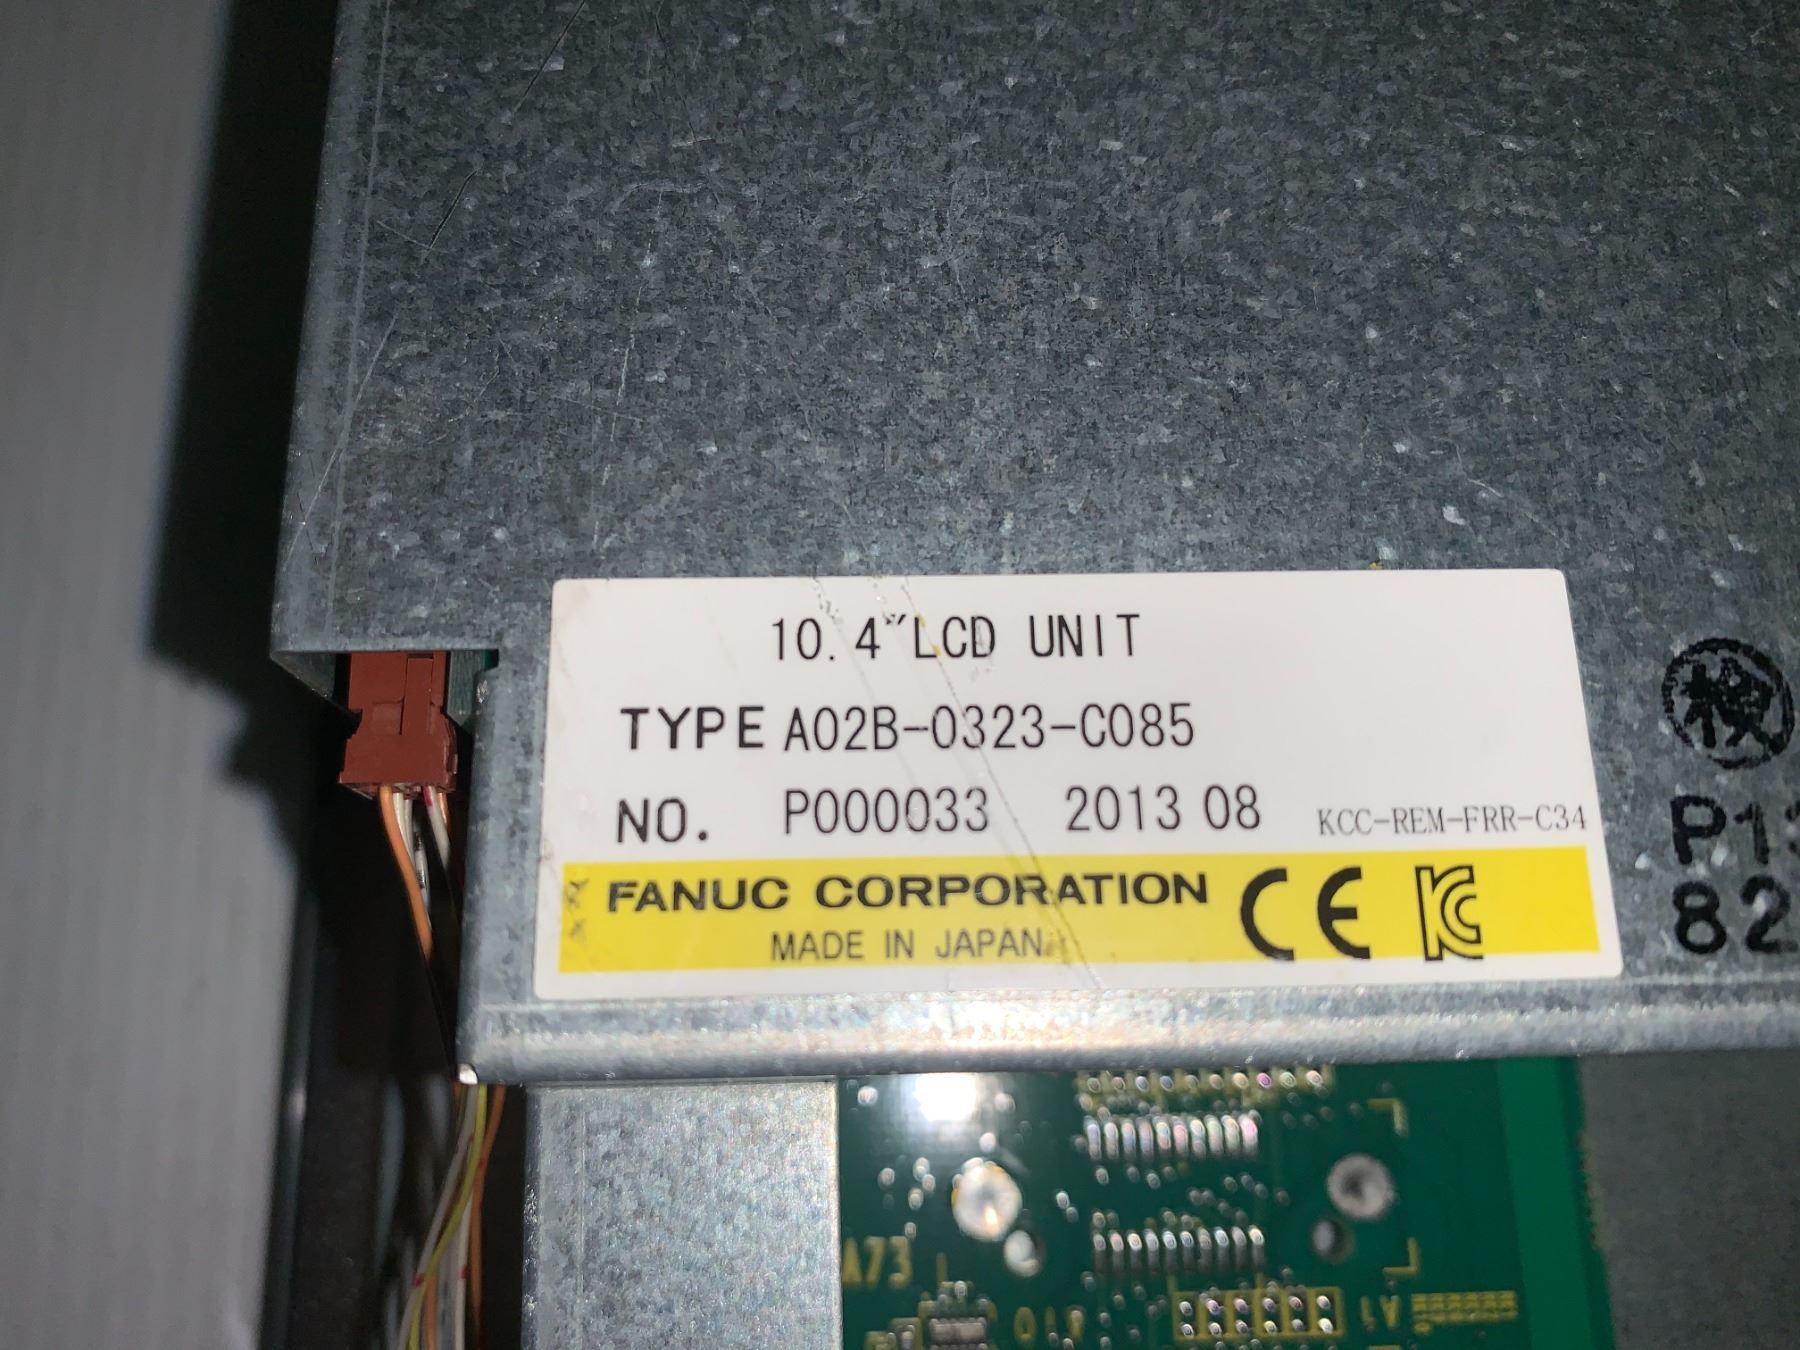 10.4"LCD UNIT
TYPE A02B-0323-C085
NO. P000033 2013 08 KCC-REM-FRR-C34
FANUC CORPORATION CE KC
MADE IN JAPAN
検
P13
82
A73